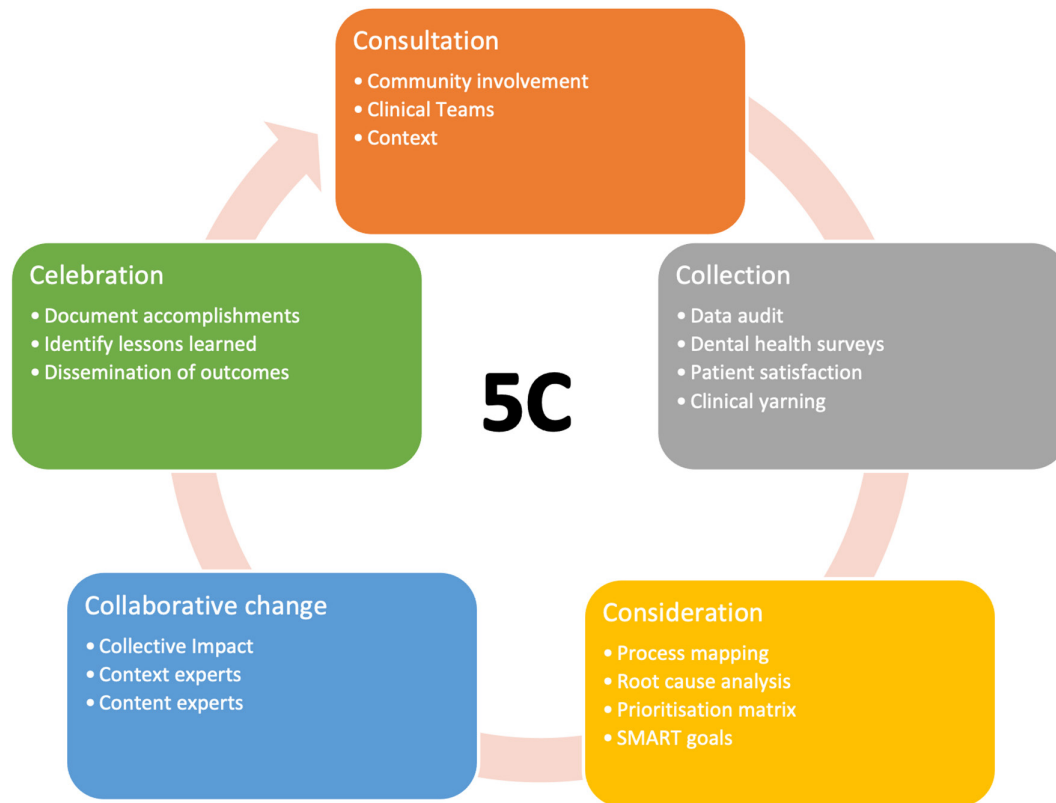 Consultation
• Community involvement
• Clinical Teams
• Context
Collection
• Data audit
• Dental health surveys
• Patient satisfaction
• Clinical yarning
Consideration
• Process mapping
• Root cause analysis
• Prioritisation matrix
• SMART goals
Collaborative change
• Collective Impact
• Context experts
• Content experts
Celebration
• Document accomplishments
• Identify lessons learned
• Dissemination of outcomes
5C